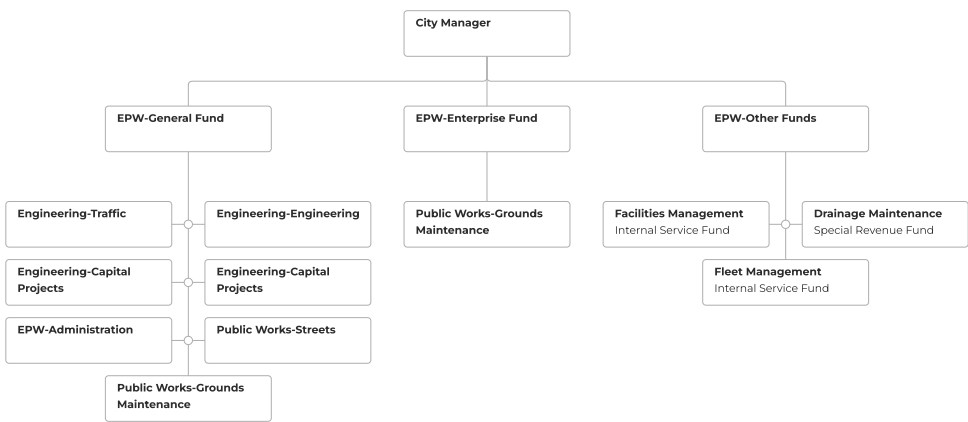 City Manager
EPW-General Fund
EPW-Enterprise Fund
EPW-Other Funds
Engineering-Traffic
Engineering-Engineering
Public Works-Grounds
Maintenance
Facilities Management
Internal Service Fund
Drainage Maintenance
Special Revenue Fund
Engineering-Capital
Projects
Engineering-Capital
Projects
Fleet Management
Internal Service Fund
EPW-Administration
Public Works-Streets
Public Works-Grounds
Maintenance